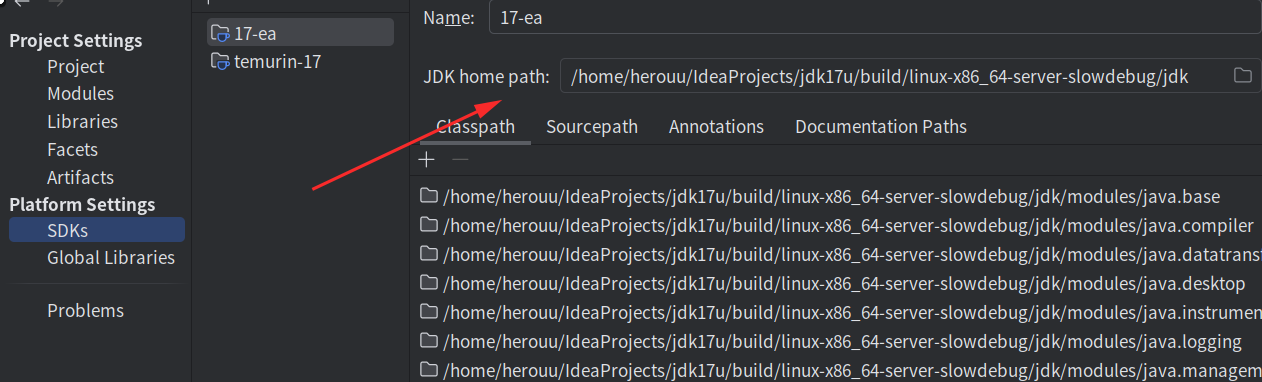 Project Settings
Project
Modules
Libraries
Facets
Artifacts
Platform Settings
SDKs
Global Libraries
Problems
17-ea
temurin-17
Name: 17-ea
JDK home path: /home/herouu/IdeaProjects/jdk17u/build/linux-x86_64-server-slowdebug/jdk
Classpath Sourcepath Annotations Documentation Paths
/home/herouu/IdeaProjects/jdk17u/build/linux-x86_64-server-slowdebug/jdk/modules/java.base
/home/herouu/IdeaProjects/jdk17u/build/linux-x86_64-server-slowdebug/jdk/modules/java.compiler
/home/herouu/IdeaProjects/jdk17u/build/linux-x86_64-server-slowdebug/jdk/modules/java.datatransf
/home/herouu/IdeaProjects/jdk17u/build/linux-x86_64-server-slowdebug/jdk/modules/java.desktop
/home/herouu/IdeaProjects/jdk17u/build/linux-x86_64-server-slowdebug/jdk/modules/java.instrumen
/home/herouu/IdeaProjects/jdk17u/build/linux-x86_64-server-slowdebug/jdk/modules/java.logging
/home/herouu/IdeaProjects/jdk17u/build/linux-x86_64-server-slowdebug/jdk/modules/java.managem